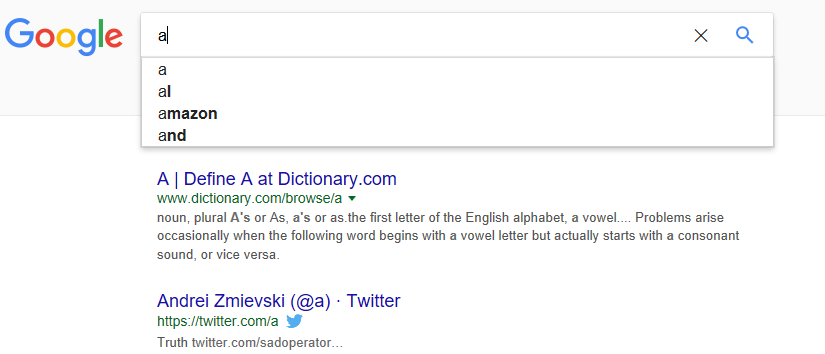 Google
a
a
al
amazon
and
A | Define A at Dictionary.com
www.dictionary.com/browse/a
noun, plural A's or As, a's or as.the first letter of the English alphabet, a vowel.... Problems arise
occasionally when the following word begins with a vowel letter but actually starts with a consonant
sound, or vice versa.
Andrei Zmievski (@a) · Twitter
https://twitter.com/a
Truth twitter.com/sadoperator...